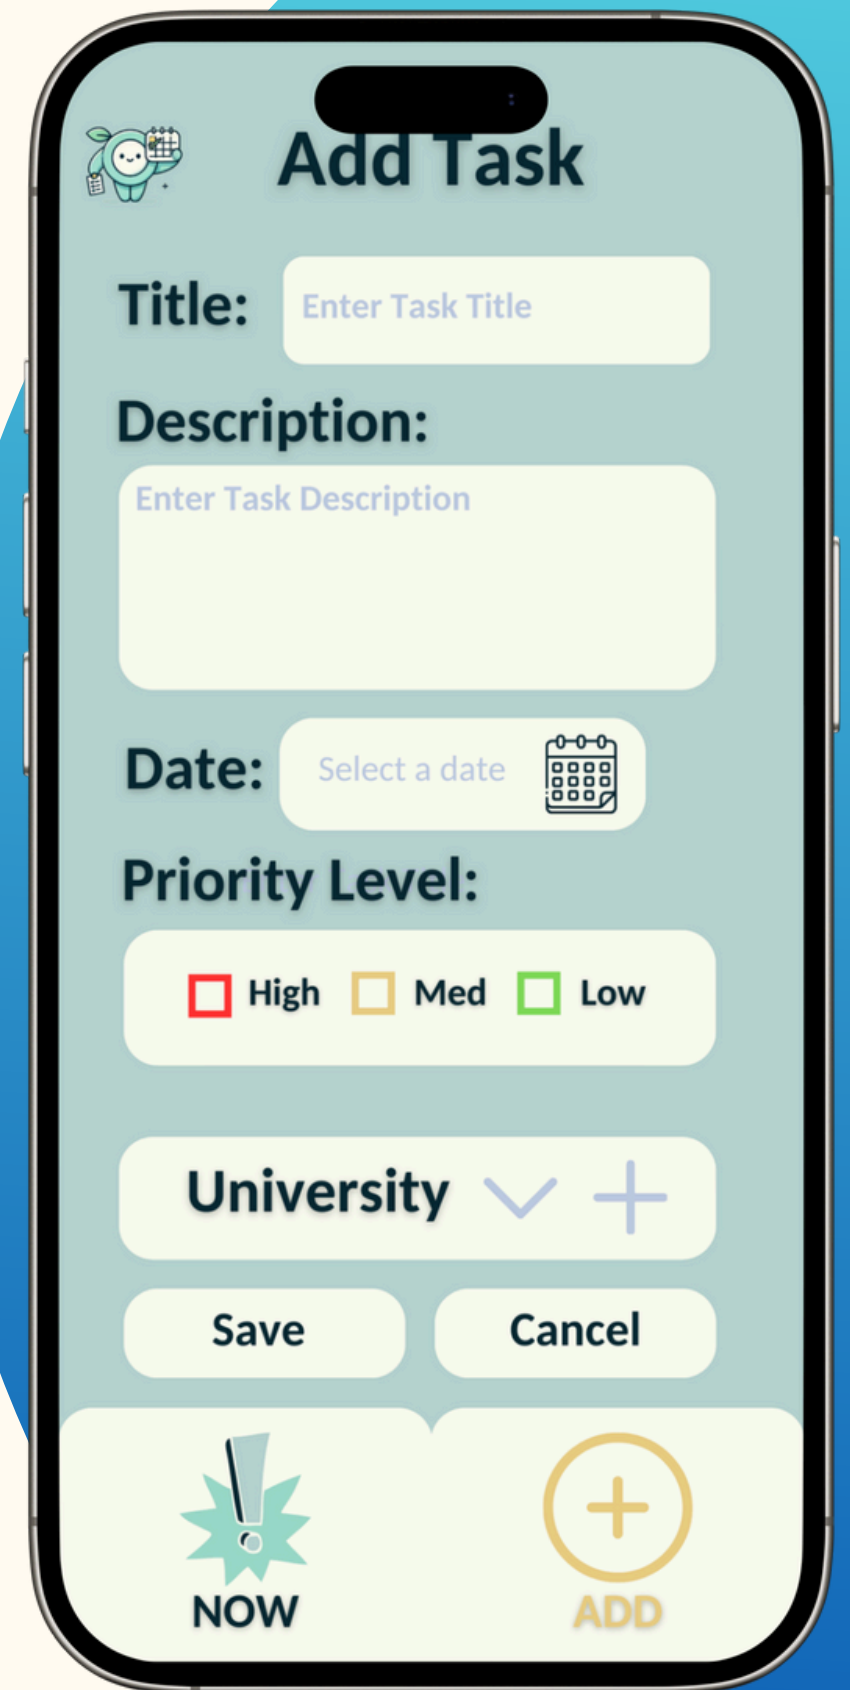 Add Task
Title:
Enter Task Title
Description:
Enter Task Description
Date:
Select a date
Priority Level:
High Med Low
University
Save Cancel
NOW ADD